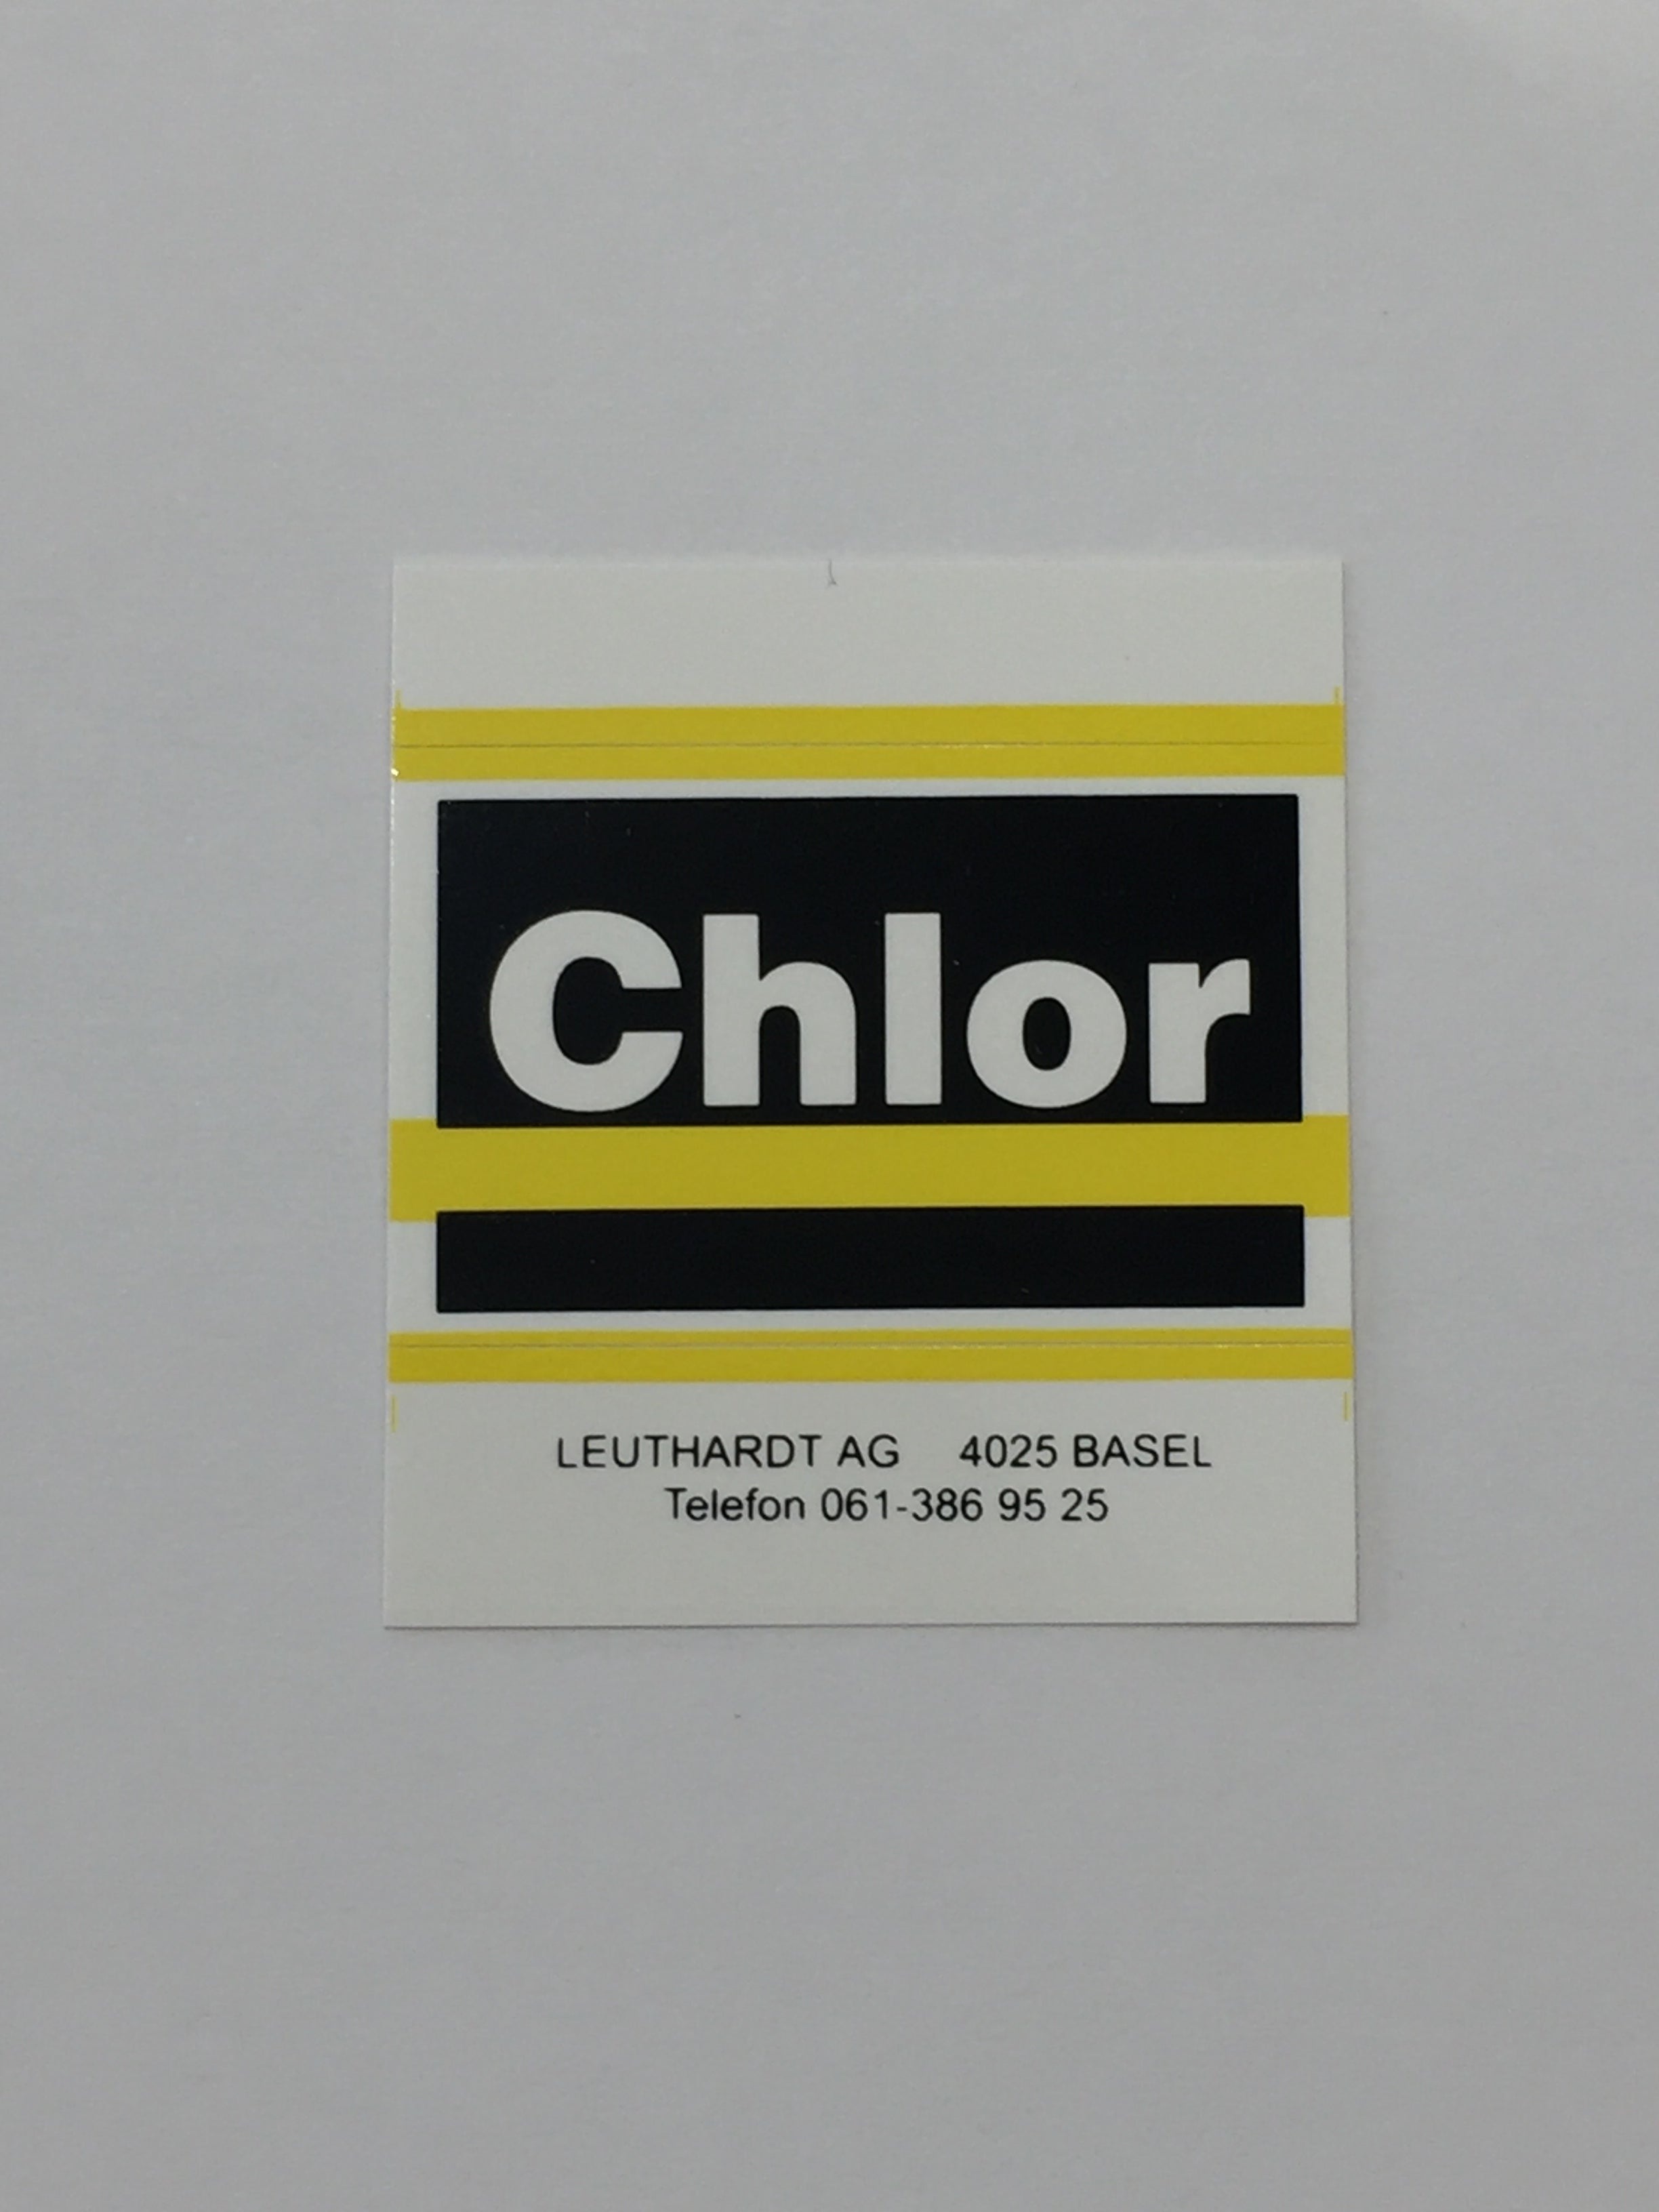 Chlor
LEUTHARDT AG 4025 BASEL
Telefon 061-386 95 25